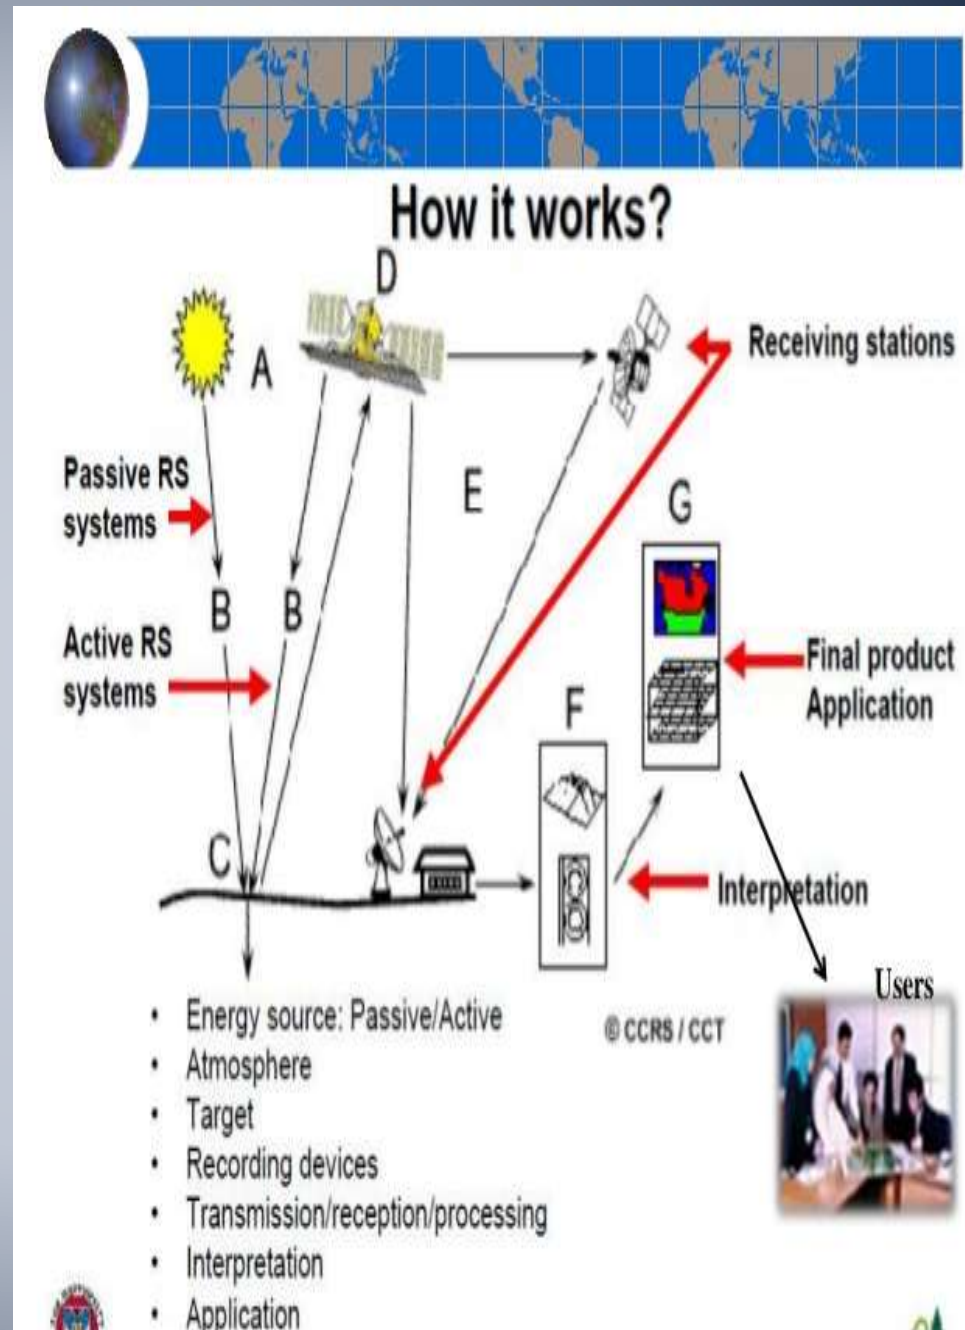 How it works?
D
A
Receiving stations
Passive RS
systems
E
G
B
B
Active RS
systems
Final product
Application
F
C
Interpretation
Users
• Energy source: Passive/Active
© CCRS / CCT
• Atmosphere
• Target
• Recording devices
• Transmission/reception/processing
• Interpretation
• Application